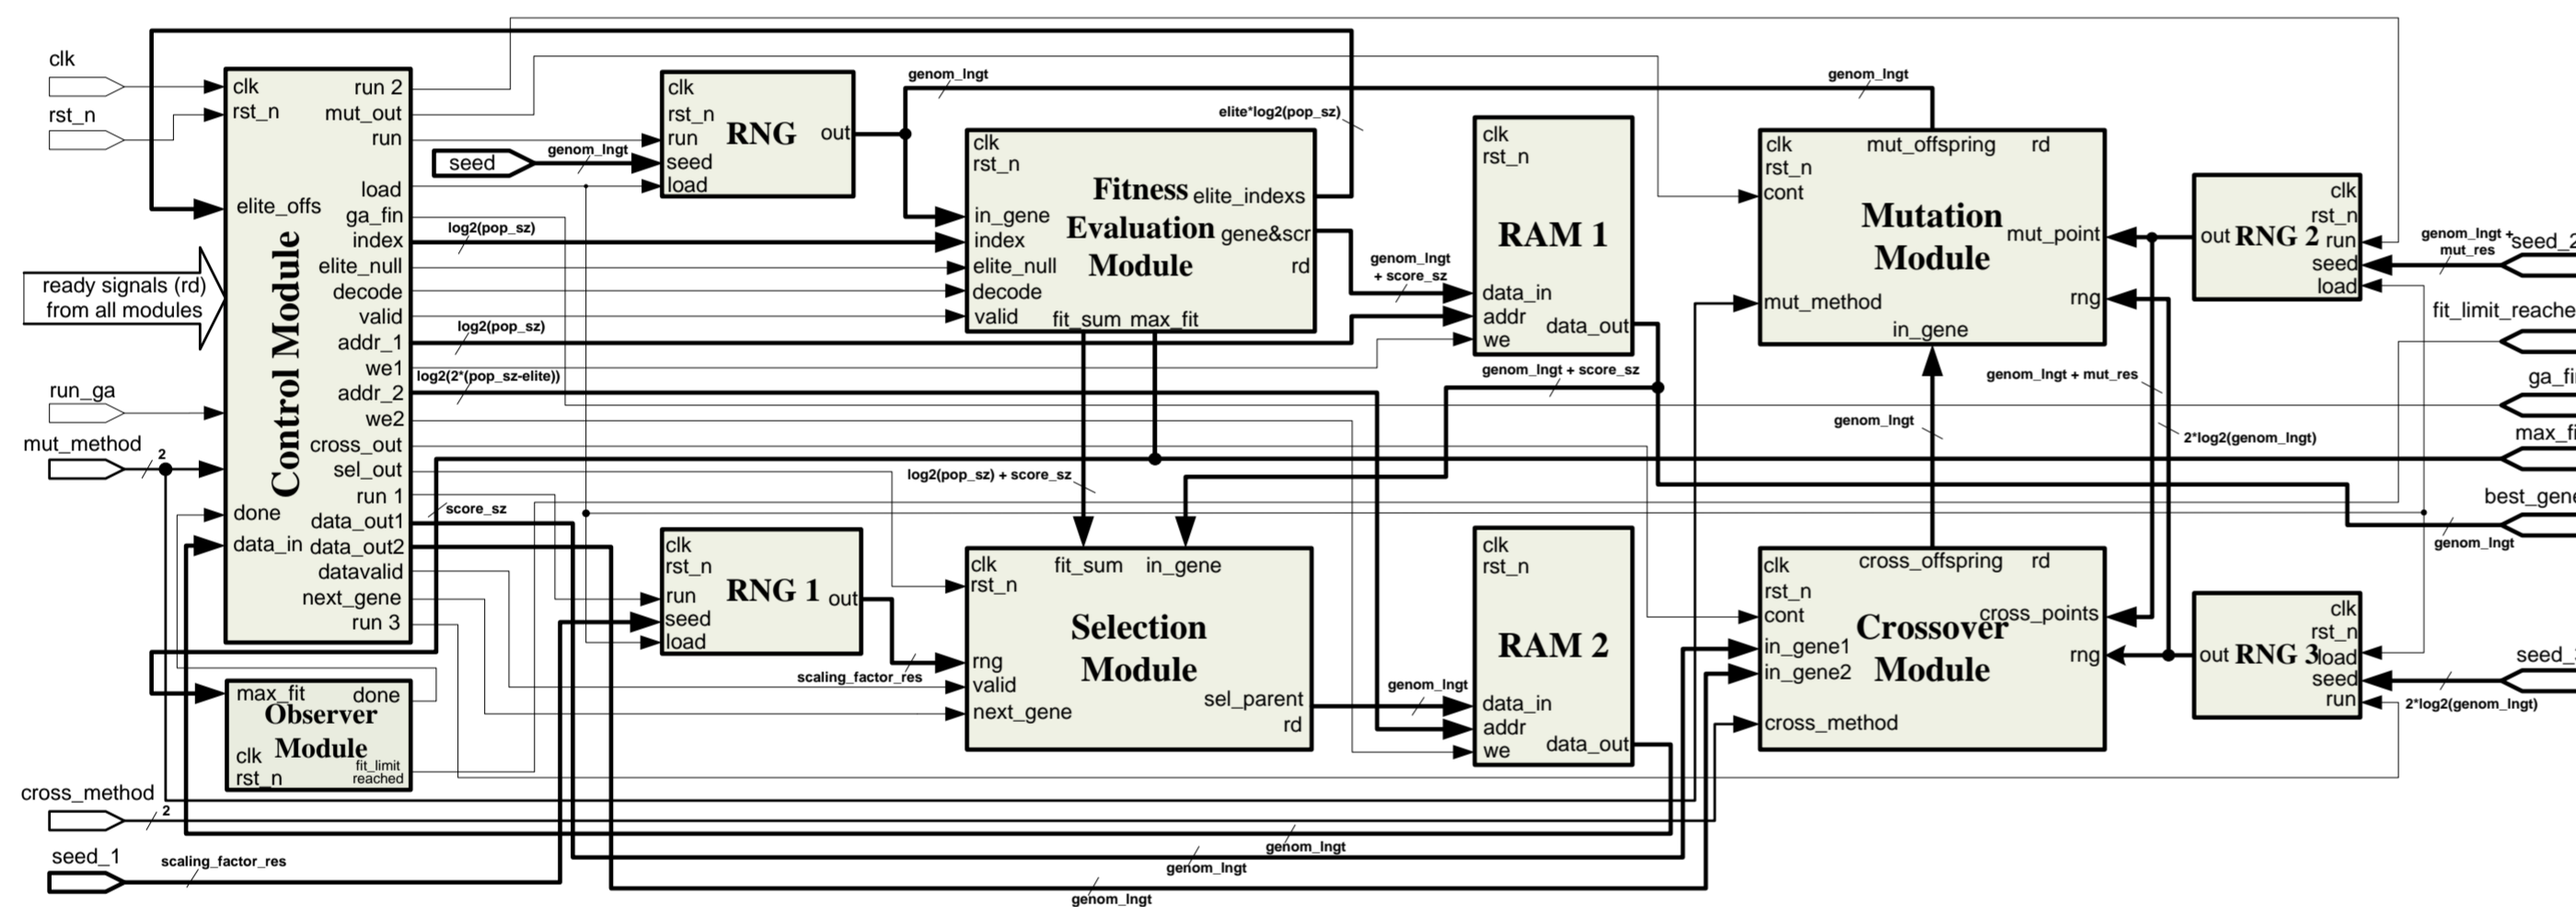 clk
rst_n
ready signals (rd)
from all modules
run_ga
mut_method
2
cross_method
2
seed_1
scaling_factor_res
clk
rst_n
elite_offs
done
data_in
Control Module
run 2
mut_out
run
load
ga_fin
index
elite_null
decode
valid
addr_1
we1
addr_2
we2
cross_out
sel_out
run 1
data_out1
data_out2
datavalid
next_gene
run 3
log2(pop_sz)
log2(pop_sz)
log2(2*(pop_sz-elite))
score_sz
max_fit
done
Observer
Module
clk
rst_n
fit_limit
reached
seed
genom_lngt
clk
rst_n
run
seed
load
RNG
out
genom_lngt
clk
rst_n
run
seed
load
RNG 1
out
scaling_factor_res
clk
rst_n
in_gene
index
elite_null
decode
valid
Fitness
Evaluation
Module
elite_indexs
gene&scr
rd
fit_sum
max_fit
elite*log2(pop_sz)
genom_lngt
+ score_sz
log2(pop_sz) + score_sz
clk
rst_n
fit_sum
in_gene
Selection
Module
rng
valid
next_gene
sel_parent
rd
genom_lngt
clk
rst_n
RAM 1
data_in
addr
we
data_out
genom_lngt + score_sz
clk
rst_n
RAM 2
data_in
addr
we
data_out
genom_lngt
genom_lngt
genom_lngt
genom_lngt
clk
rst_n
cont
mut_method
mut_offspring
rd
Mutation
Module
mut_point
rng
in_gene
genom_lngt + mut_res
genom_lngt
2*log2(genom_lngt)
clk
rst_n
cont
in_gene1
in_gene2
cross_method
cross_offspring
rd
Crossover
Module
cross_points
rng
out
RNG 2
clk
rst_n
run
seed
load
genom_lngt +
mut_res
seed_2
fit_limit_reache
ga_fi
max_fi
best_gene
genom_lngt
out
RNG 3
clk
rst_n
load
seed
run
seed_
2*log2(genom_lngt)